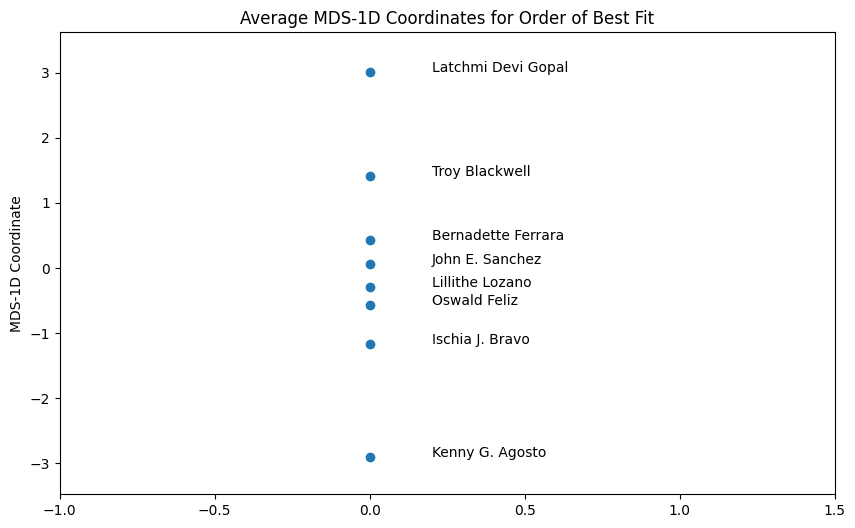 Average MDS-1D Coordinates for Order of Best Fit
3
Latchmi Devi Gopal
2
Troy Blackwell
1
Bernadette Ferrara
0
John E. Sanchez
Lillithe Lozano
Oswald Feliz
−1
Ischia J. Bravo
−2
−3
Kenny G. Agosto
MDS-1D Coordinate
−1.0 −0.5 0.0 0.5 1.0 1.5